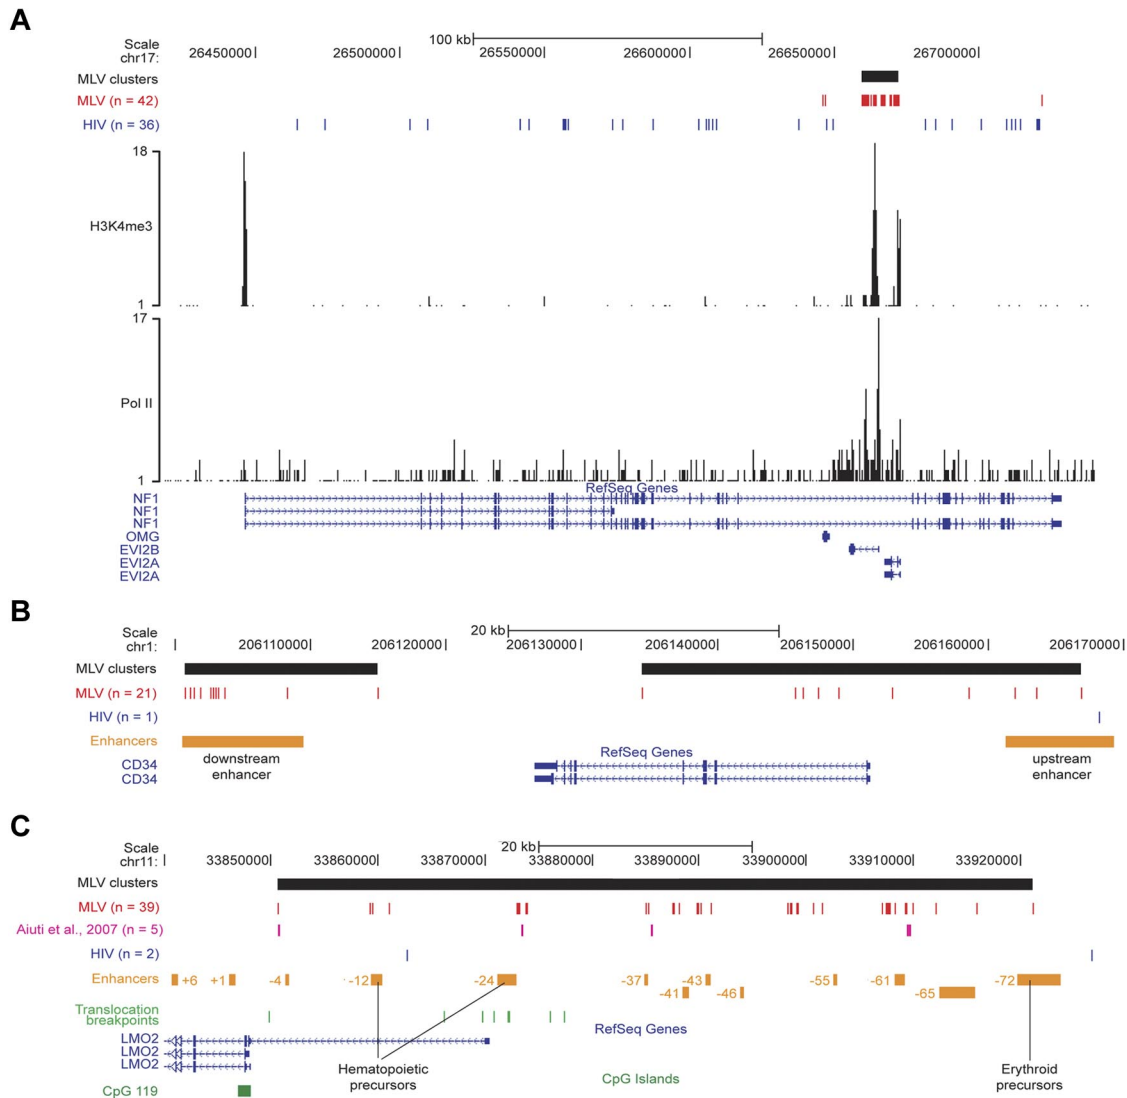 A
Scale
100 kb
chr17:
26450000
26500000
265500000
26600000
26650000
26700000
MLV clusters
MLV (n = 42)
HIV (n = 36)
18
H3K4me3
1
17
Pol II
1
RefSeq Genes
NF1
NF1
NF1
OMG
EVI2B
EVI2A
EVI2A
B
Scale
20 kb
chr1:
206110000
206120000
206130000
206140000
206150000
206160000
206170000
MLV clusters
MLV (n = 21)
HIV (n = 1)
Enhancers
downstream
enhancer
upstream
enhancer
RefSeq Genes
CD34
CD34
C
Scale
20 kb
chr11:
33850000
33860000
33870000
33880000
33890000
33900000
33910000
33920000
MLV clusters
MLV (n = 39)
Aiuti et al., 2007 (n = 5)
HIV (n = 2)
Enhancers +6 +1 -4 -12 -24 -37 -43 -55 -61 -72
-41 -46 -65
Translocation
breakpoints
RefSeq Genes
LMO2
LMO2
LMO2
Hematopoietic
precursors
Erythroid
precursors
CpG Islands
CpG 119